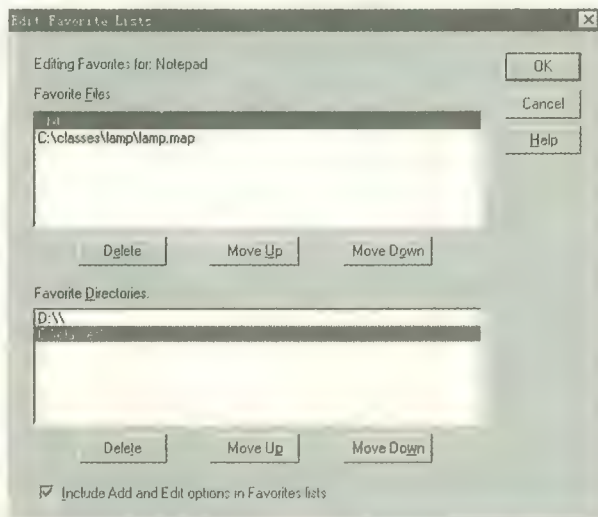 Edit Favorite Lists
Editing Favorites for: Notepad
OK
Favorite Files
Cancel
C:\classes\lamp\lamp.map
Help
Delete
Move Up
Move Down
Favorite Directories.
D:\\
Delete
Move Up
Move Down
Include Add and Edit options in Favorites lists